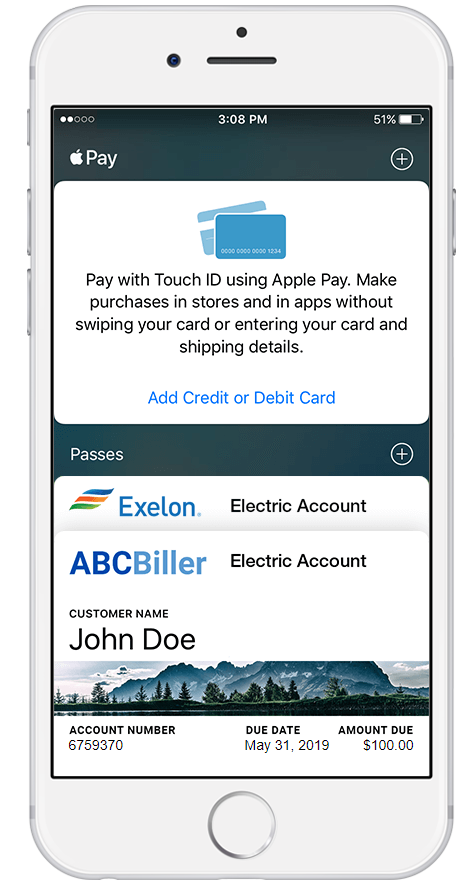 3:08 PM 51%
Pay
0000 0000 0000 1234
Pay with Touch ID using Apple Pay. Make
purchases in stores and in apps without
swiping your card or entering your card and
shipping details.
Add Credit or Debit Card
Passes
Exelon® Electric Account
ABCBiller Electric Account
CUSTOMER NAME
John Doe
ACCOUNT NUMBER DUE DATE AMOUNT DUE
6759370 May 31, 2019 $100.00